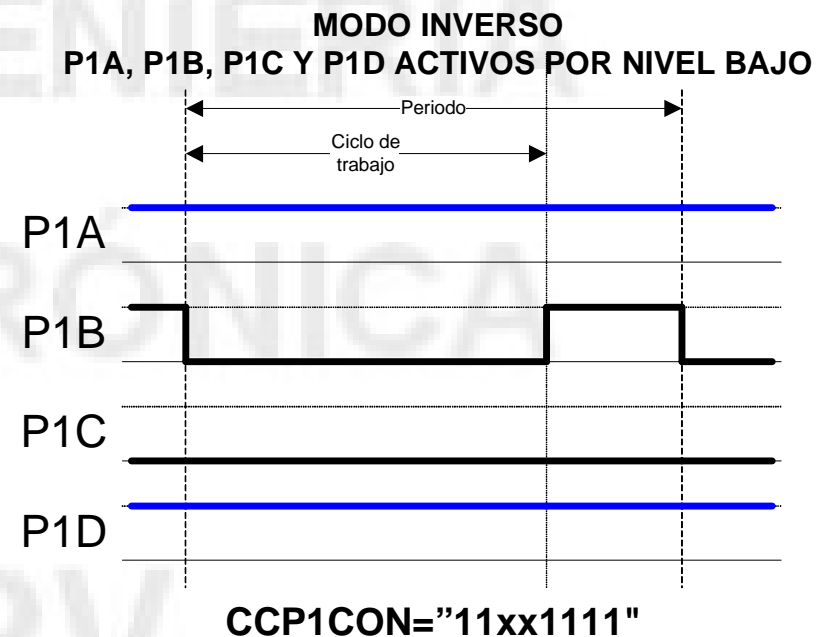 MODO INVERSO
P1A, P1B, P1C Y P1D ACTIVOS POR NIVEL BAJO
Periodo
Ciclo de
trabajo
P1A
P1B
P1C
P1D
CCP1CON="11xx1111"